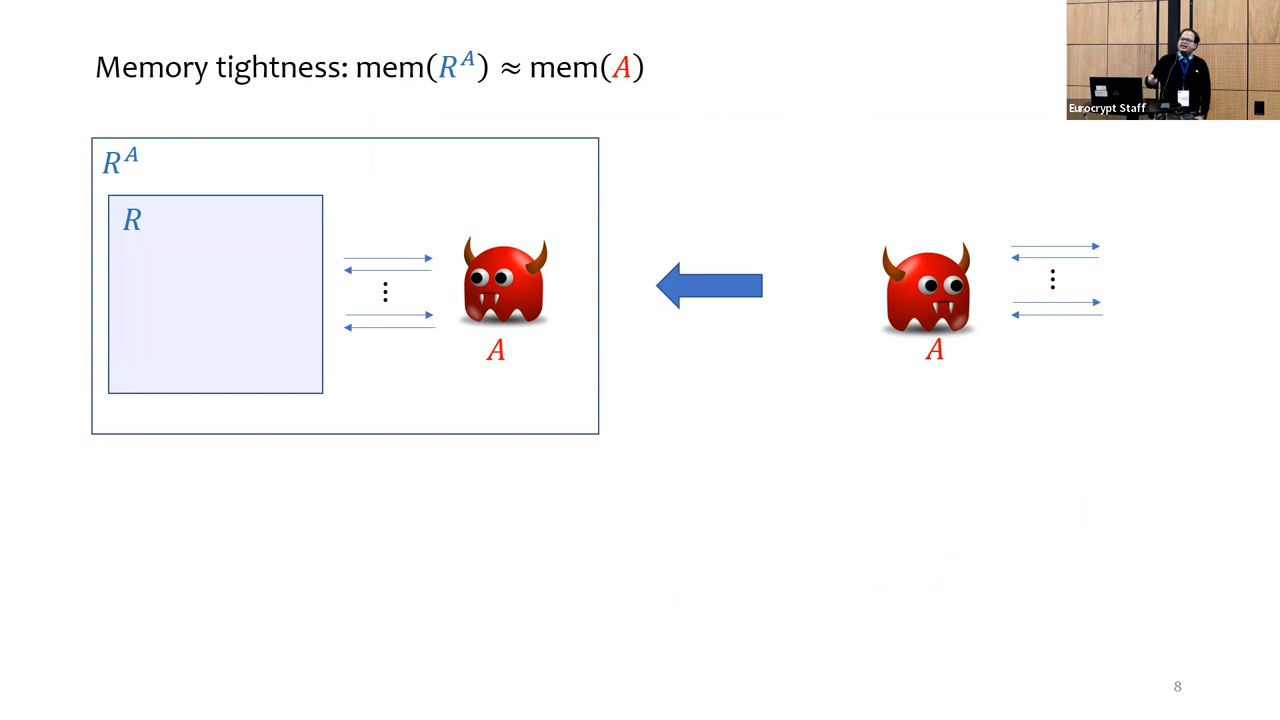 Memory tightness: mem(R^A) ≈ mem(A)
Eurocrypt Staff
R^A
R
⋮
A
⋮
A
8